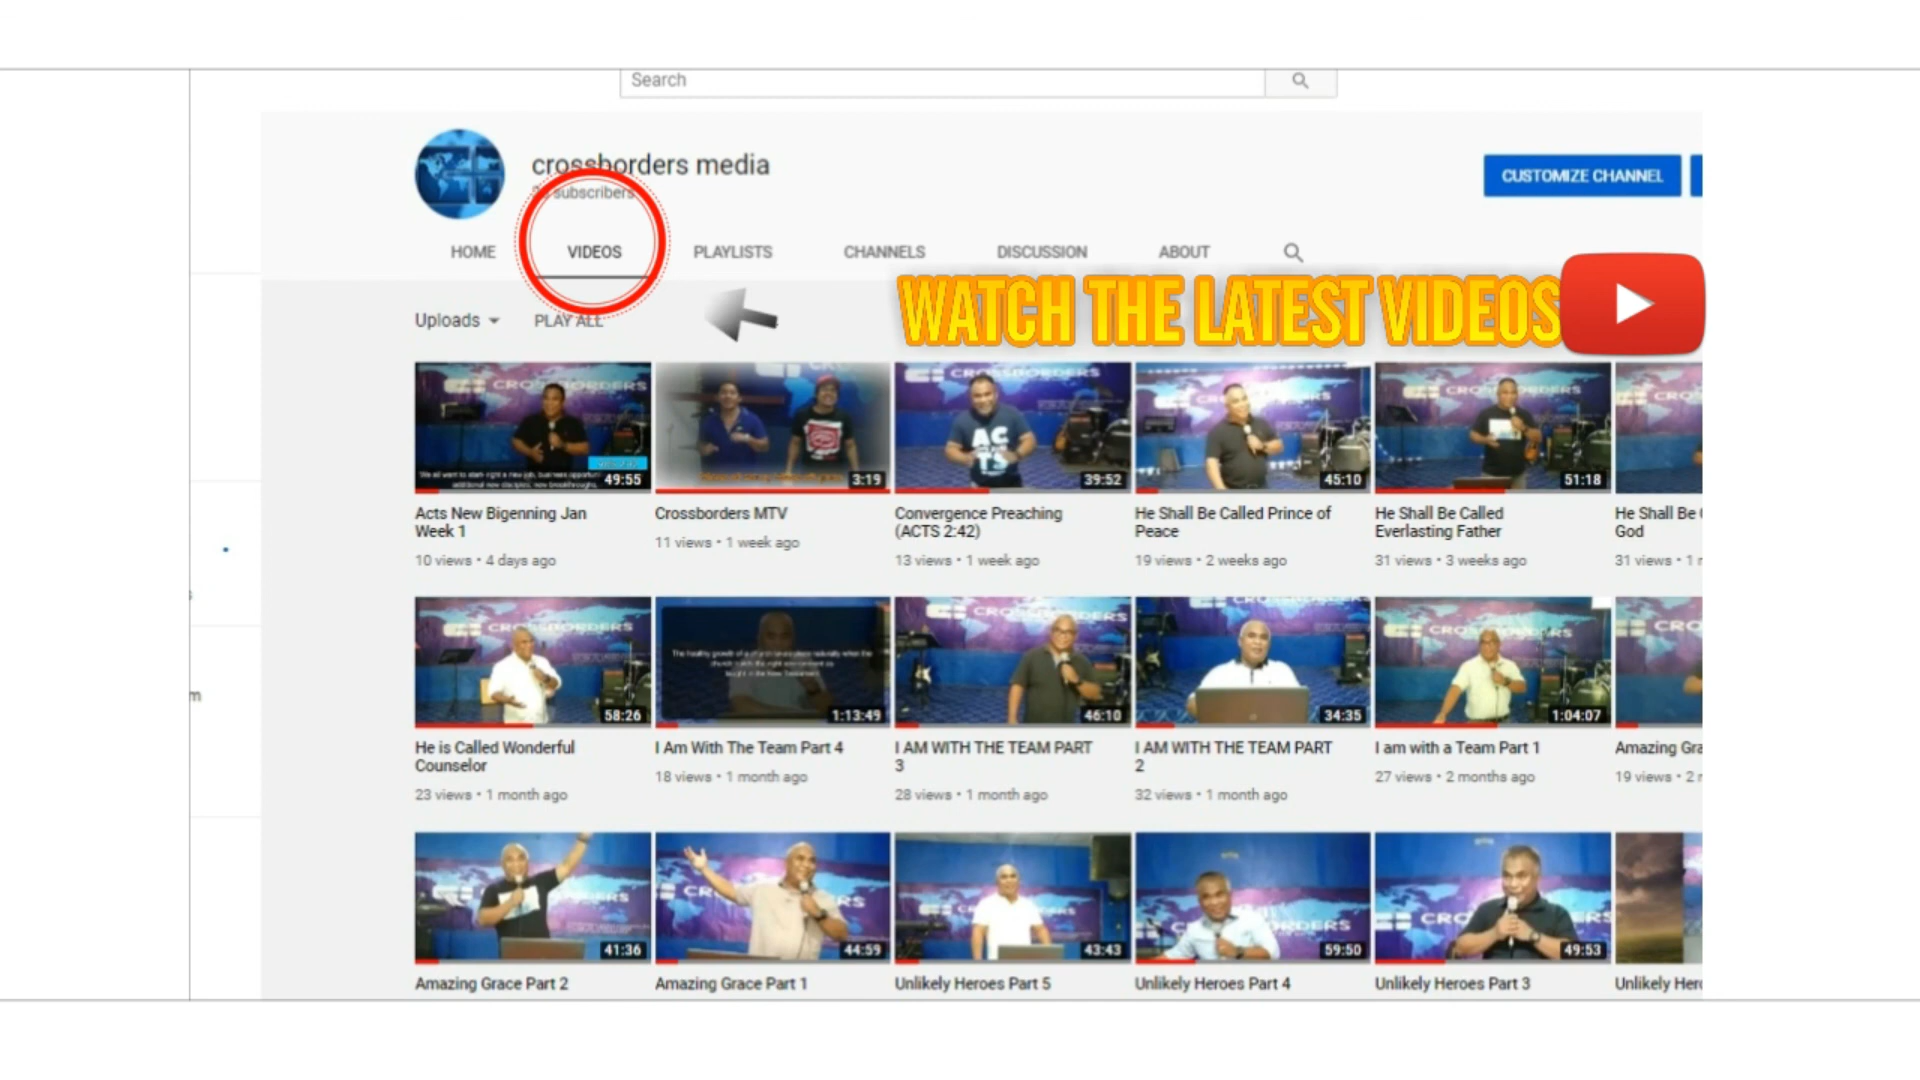 Search
crossborders media
subscribers
CUSTOMIZE CHANNEL
HOME VIDEOS PLAYLISTS CHANNELS DISCUSSION ABOUT
WATCH THE LATEST VIDEOS
Uploads PLAY ALL
49:55 3:19 39:52 45:10 51:18
Acts New Bigenning Jan Week 1
10 views • 4 days ago
Crossborders MTV
11 views • 1 week ago
Convergence Preaching (ACTS 2:42)
13 views • 1 week ago
He Shall Be Called Prince of Peace
19 views • 2 weeks ago
He Shall Be Called Everlasting Father
31 views • 3 weeks ago
He Shall Be
God
31 views •
58:26 1:13:49 46:10 34:35 1:04:07
He is Called Wonderful Counselor
23 views • 1 month ago
I Am With The Team Part 4
18 views • 1 month ago
I AM WITH THE TEAM PART 3
28 views • 1 month ago
I AM WITH THE TEAM PART 2
32 views • 1 month ago
I am with a Team Part 1
27 views • 2 months ago
Amazing
19 views •
41:36 44:59 43:43 59:50 49:53
Amazing Grace Part 2
Amazing Grace Part 1
Unlikely Heroes Part 5
Unlikely Heroes Part 4
Unlikely Heroes Part 3
Unlikely